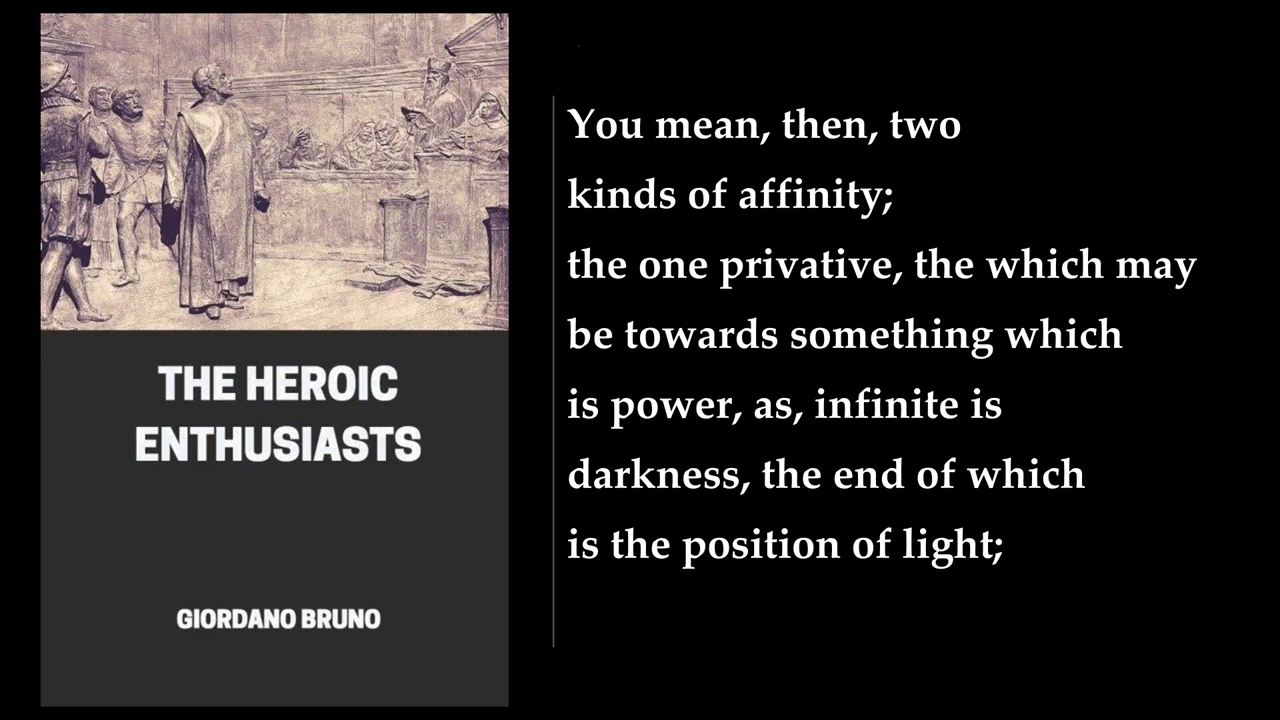 THE HEROIC
ENTHUSIASTS
GIORDANO BRUNO
You mean, then, two
kinds of affinity;
the one privative, the which may
be towards something which
is power, as, infinite is
darkness, the end of which
is the position of light;